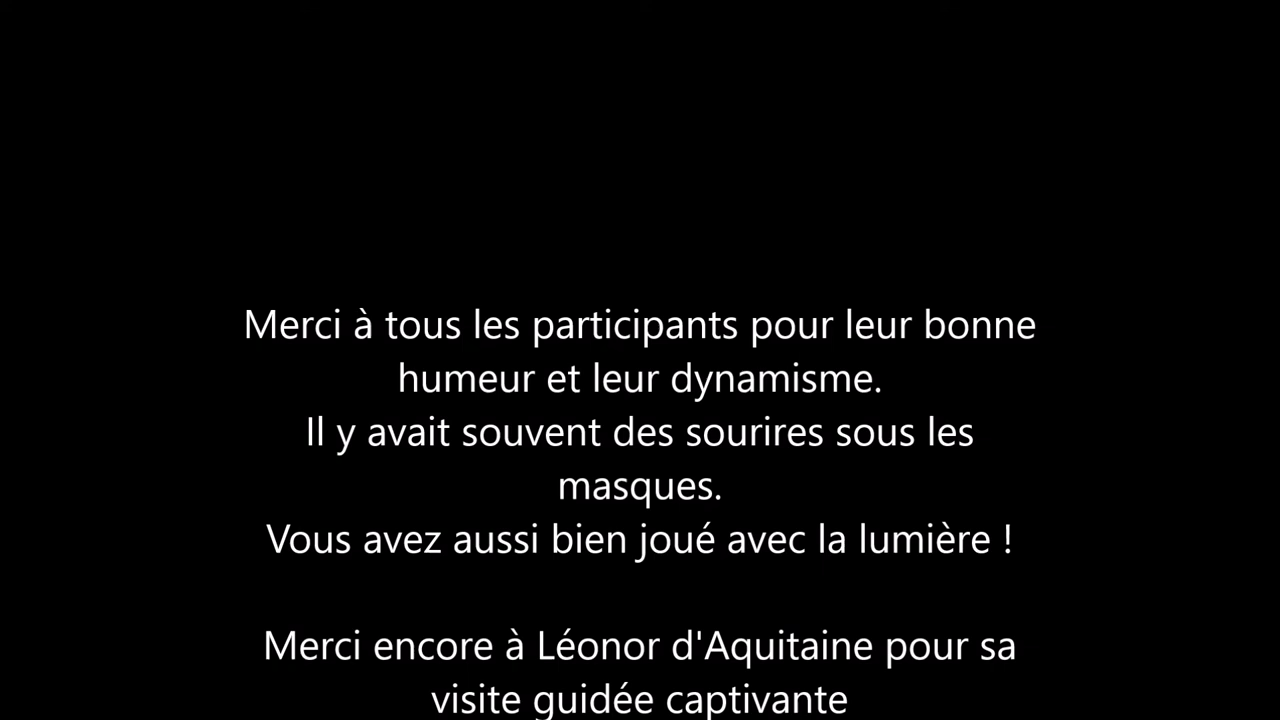 Merci à tous les participants pour leur bonne
humeur et leur dynamisme.
Il y avait souvent des sourires sous les
masques.
Vous avez aussi bien joué avec la lumière !
Merci encore à Léonor d'Aquitaine pour sa
visite guidée captivante